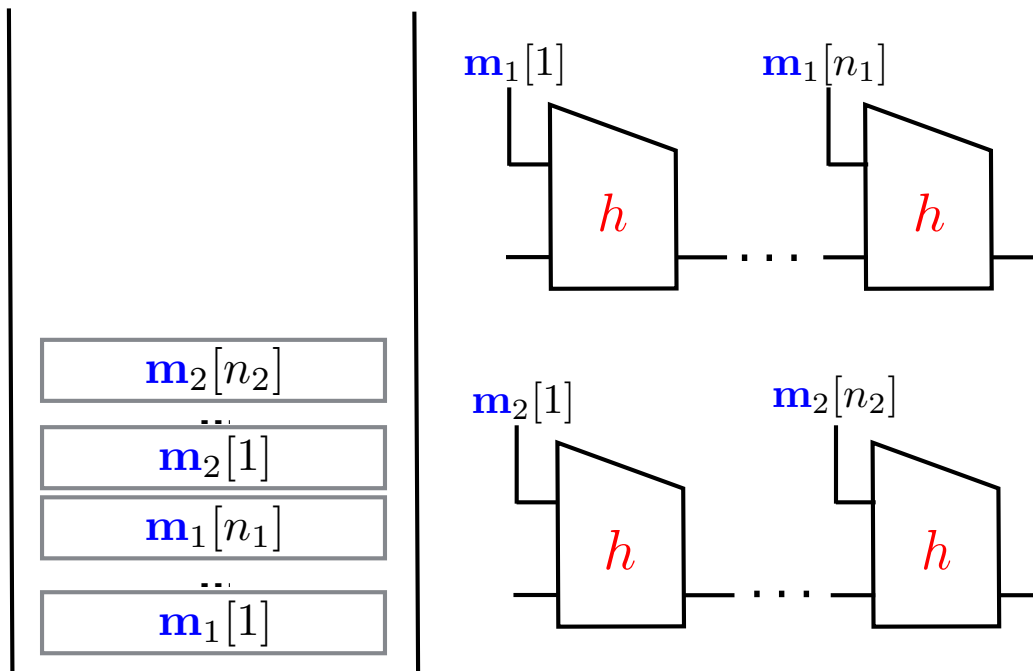 𝐦₂[n₂]
...
𝐦₂[1]
𝐦₁[n₁]
...
𝐦₁[1]
𝐦₁[1] 𝐦₁[n₁]
h ... h
𝐦₂[1] 𝐦₂[n₂]
h ... h